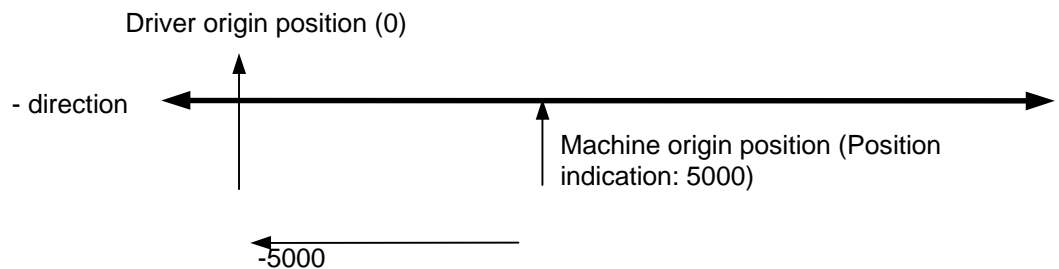 Driver origin position (0)
- direction
Machine origin position (Position
indication: 5000)
-5000